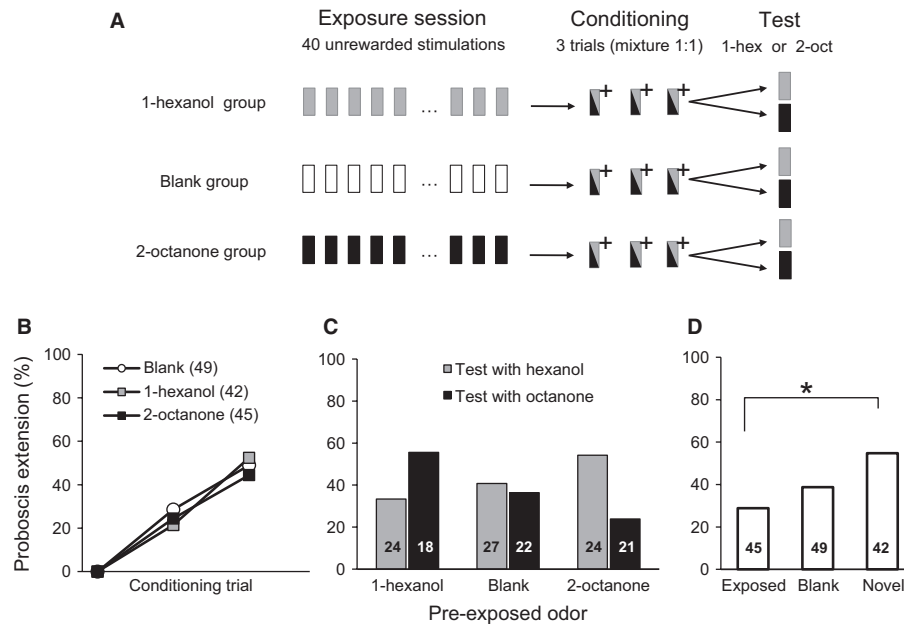 A
Exposure session
Conditioning
Test
40 unrewarded stimulations
3 trials (mixture 1:1)
1-hex or 2-oct
1-hexanol group
...
+ + +
Blank group
...
+ + +
2-octanone group
...
+ + +
B
Proboscis extension (%)
100
80
60
40
20
0
Blank (49)
1-hexanol (42)
2-octanone (45)
Conditioning trial
C
100
80
60
40
20
0
Test with hexanol
Test with octanone
24 18 27 22 24 21
1-hexanol Blank 2-octanone
Pre-exposed odor
D
100
80
60
40
20
0
*
45 49 42
Exposed Blank Novel